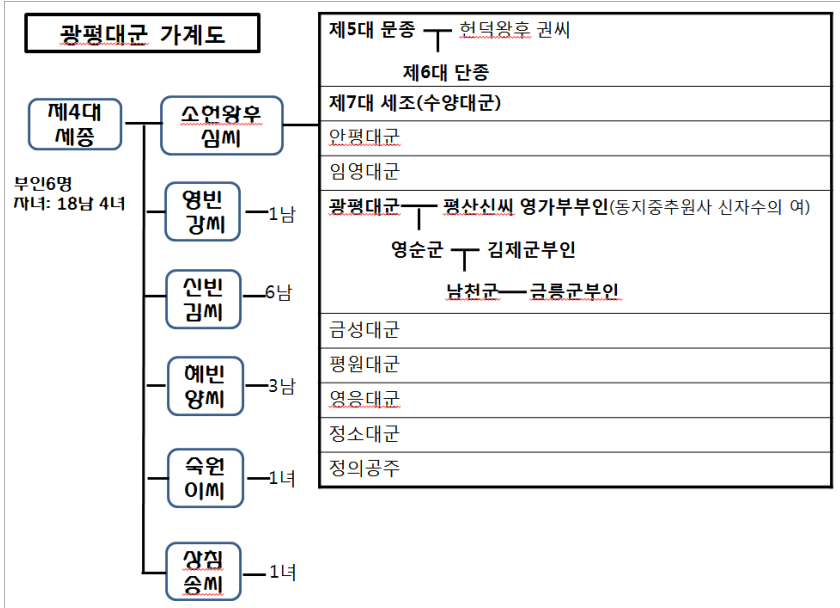 광평대군 가계도
제4대
세종
부인6명
자녀: 18남 4녀
소헌왕후
심씨
영빈
강씨
1남
신빈
김씨
6남
혜빈
양씨
3남
숙원
이씨
1녀
상침
송씨
1녀
제5대 문종 헌덕왕후 권씨
제6대 단종
제7대 세조(수양대군)
안평대군
임영대군
광평대군 평산신씨 영가부부인(동지중추원사 신자수의 여)
영순군 김제군부인
남천군 금릉군부인
금성대군
평원대군
영응대군
정소대군
정의공주